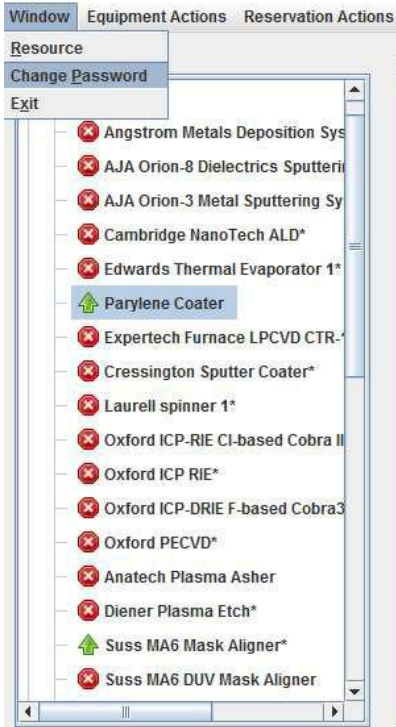 Window Equipment Actions Reservation Actions
Resource
Change Password
Exit
Angstrom Metals Deposition Sys
AJA Orion-8 Dielectrics Sputteri
AJA Orion-3 Metal Sputtering Sy
Cambridge NanoTech ALD*
Edwards Thermal Evaporator 1*
Parylene Coater
Expertech Furnace LPCVD CTR-
Cressington Sputter Coater*
Laurell spinner 1*
Oxford ICP-RIE Cl-based Cobra II
Oxford ICP RIE*
Oxford ICP-DRIE F-based Cobra3
Oxford PECVD*
Anatech Plasma Asher
Diener Plasma Etch*
Suss MA6 Mask Aligner*
Suss MA6 DUV Mask Aligner